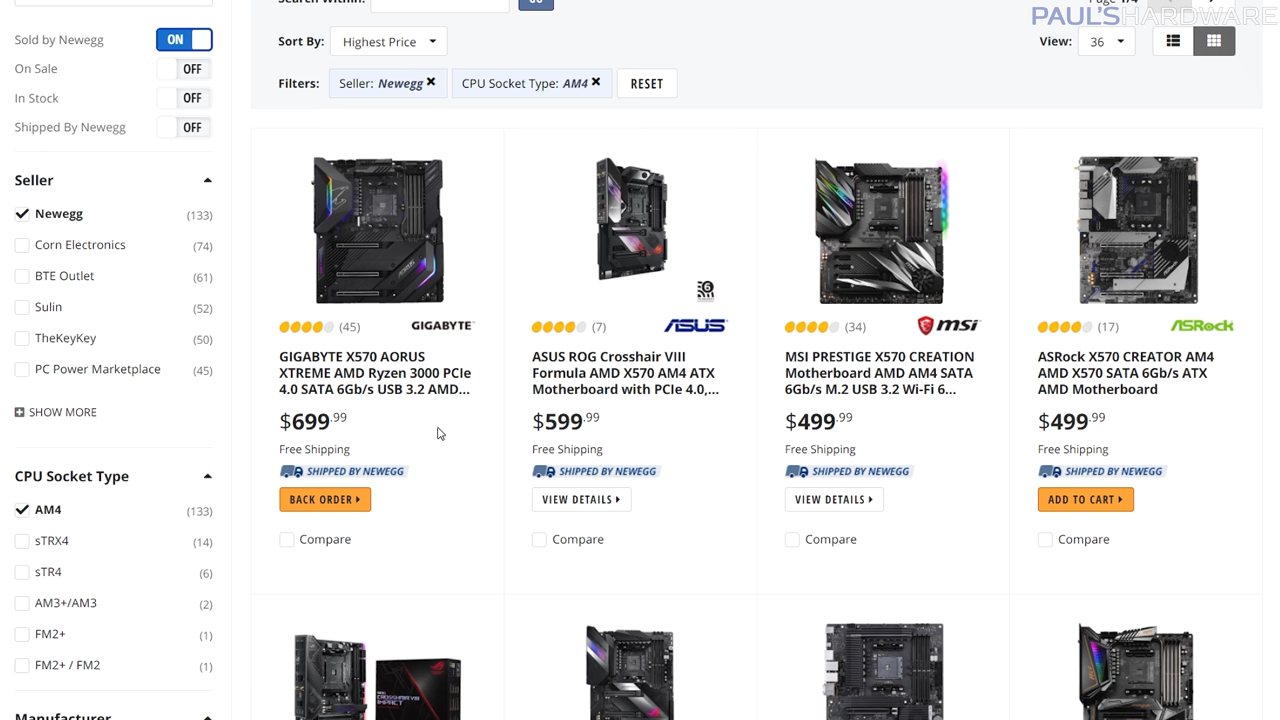 Search Within:
GO
PAUL'SHARDWARE
Sort By:
Highest Price
View:
36
Filters:
Seller: Newegg
CPU Socket Type: AM4
RESET
Sold by Newegg
ON
On Sale
OFF
In Stock
OFF
Shipped By Newegg
OFF
Seller
Newegg
(133)
Corn Electronics
(74)
BTE Outlet
(61)
Sulin
(52)
TheKeyKey
(50)
PC Power Marketplace
(45)
SHOW MORE
CPU Socket Type
AM4
(133)
sTRX4
(14)
sTR4
(6)
AM3+/AM3
(2)
FM2+
(1)
FM2+ / FM2
(1)
Manufacturer
(45)
GIGABYTE
GIGABYTE X570 AORUS
XTREME AMD Ryzen 3000 PCIe
4.0 SATA 6Gb/s USB 3.2 AMD...
$699.99
Free Shipping
SHIPPED BY NEWEGG
BACK ORDER
Compare
(7)
ASUS
ASUS ROG Crosshair VIII
Formula AMD X570 AM4 ATX
Motherboard with PCIe 4.0,...
$599.99
Free Shipping
SHIPPED BY NEWEGG
VIEW DETAILS
Compare
(34)
msi
MSI PRESTIGE X570 CREATION
Motherboard AMD AM4 SATA
6Gb/s M.2 USB 3.2 Wi-Fi 6...
$499.99
Free Shipping
SHIPPED BY NEWEGG
VIEW DETAILS
Compare
(17)
ASRock
ASRock X570 CREATOR AM4
AMD X570 SATA 6Gb/s ATX
AMD Motherboard
$499.99
Free Shipping
SHIPPED BY NEWEGG
ADD TO CART
Compare